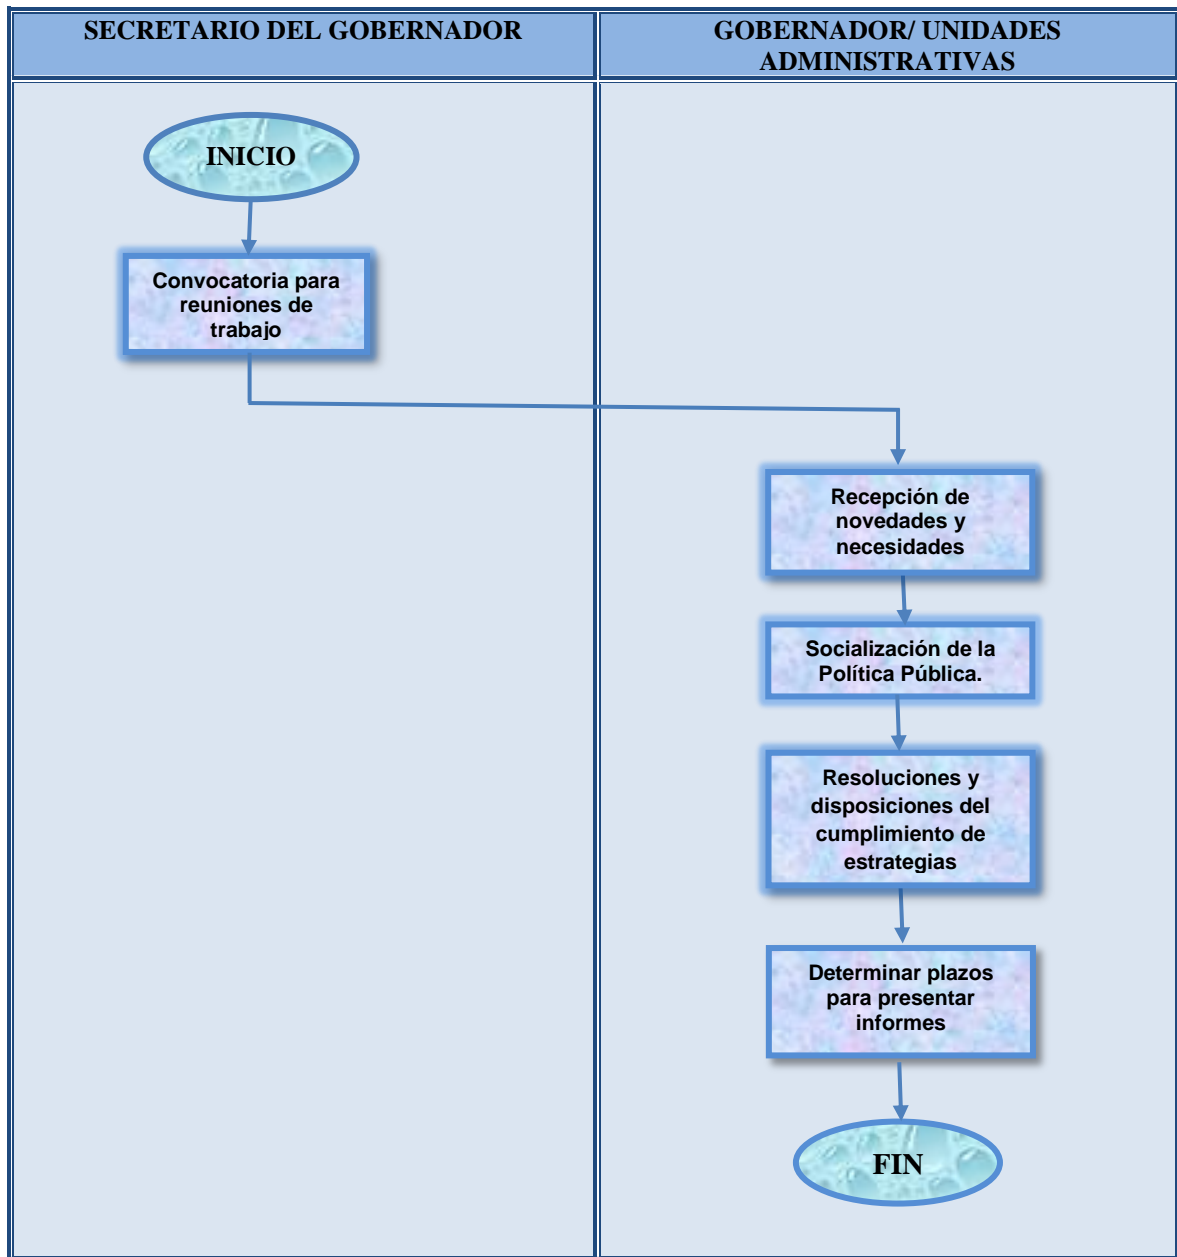 SECRETARIO DEL GOBERNADOR
GOBERNADOR/ UNIDADES
ADMINISTRATIVAS
INICIO
Convocatoria para
reuniones de
trabajo
Recepción de
novedades y
necesidades
Socialización de la
Política Pública.
Resoluciones y
disposiciones del
cumplimiento de
estrategias
Determinar plazos
para presentar
informes
FIN